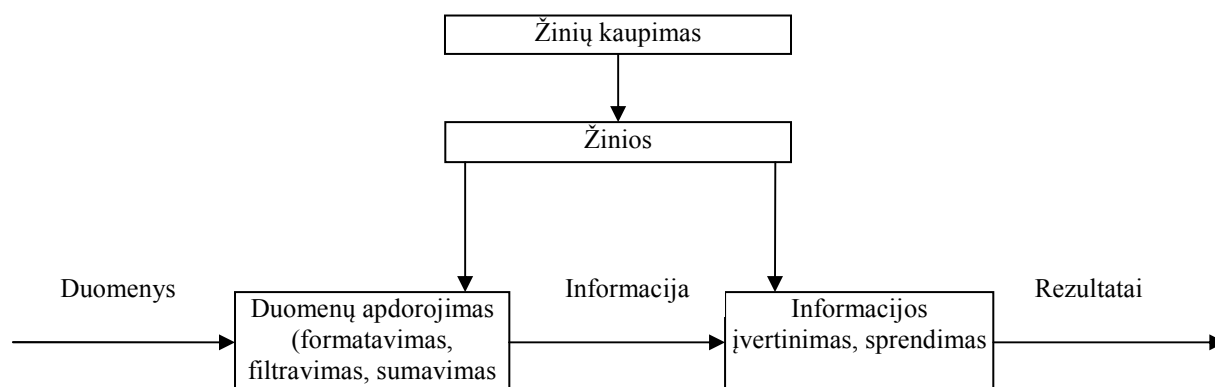 Žinių kaupimas
Žinios
Duomenys
Informacija
Rezultatai
Duomenų apdorojimas
(formatavimas,
filtravimas, sumavimas
Informacijos
įvertinimas, sprendimas